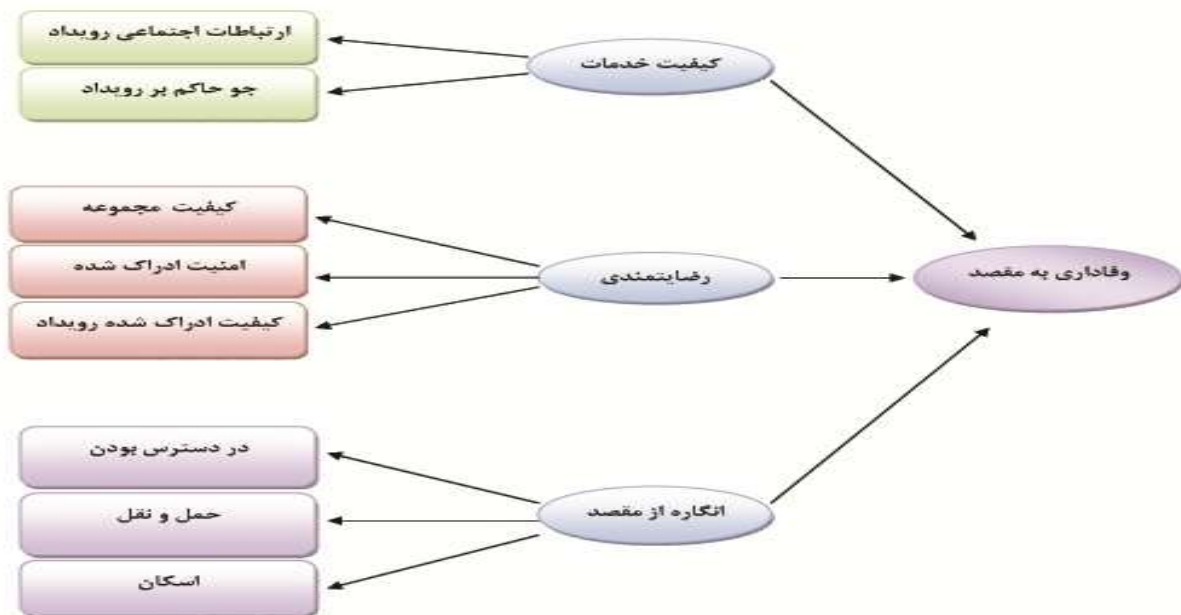 ارتباطات اجتماعی رویداد
جو حاکم بر رویداد
کیفیت خدمات
کیفیت مجموعه
امنیت ادراک شده
کیفیت ادراک شده رویداد
رضایتمندی
وفاداری به مقصد
در دسترس بودن
حمل و نقل
اسکان
انگاره از مقصد